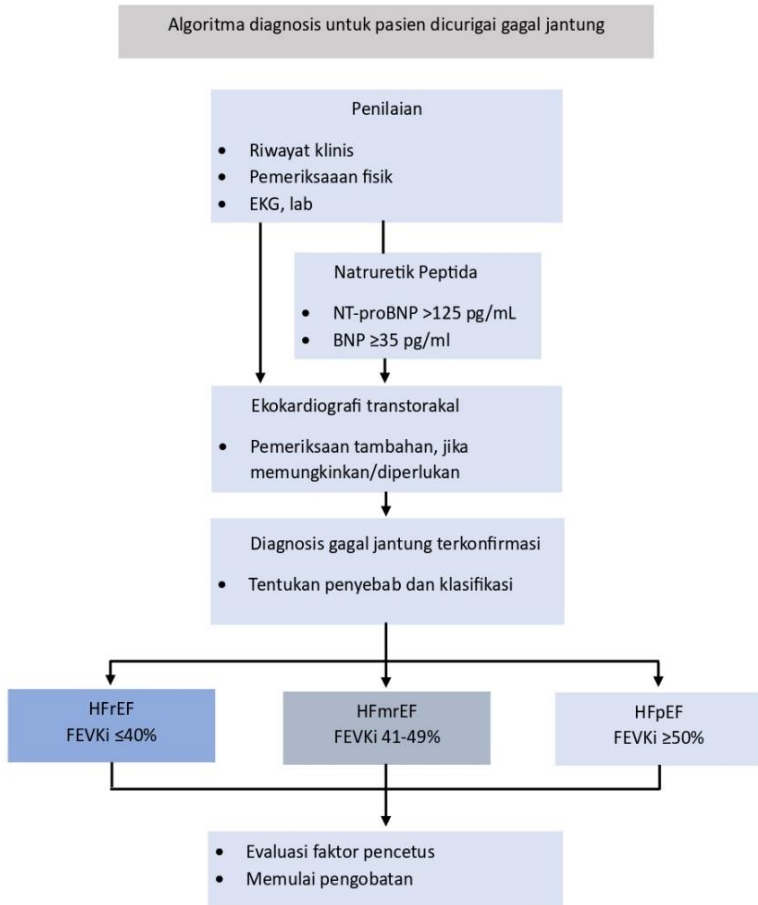 Algoritma diagnosis untuk pasien dicurigai gagal jantung
Penilaian
• Riwayat klinis
• Pemeriksaaan fisik
• EKG, lab
Natruretik Peptida
• NT-proBNP >125 pg/mL
• BNP ≥35 pg/ml
Ekokardiografi transtorakal
• Pemeriksaan tambahan, jika
memungkinkan/diperlukan
Diagnosis gagal jantung terkonfirmasi
• Tentukan penyebab dan klasifikasi
HFrEF
FEVKi ≤40%
HFmrEF
FEVKi 41-49%
HFpEF
FEVKi ≥50%
• Evaluasi faktor pencetus
• Memulai pengobatan